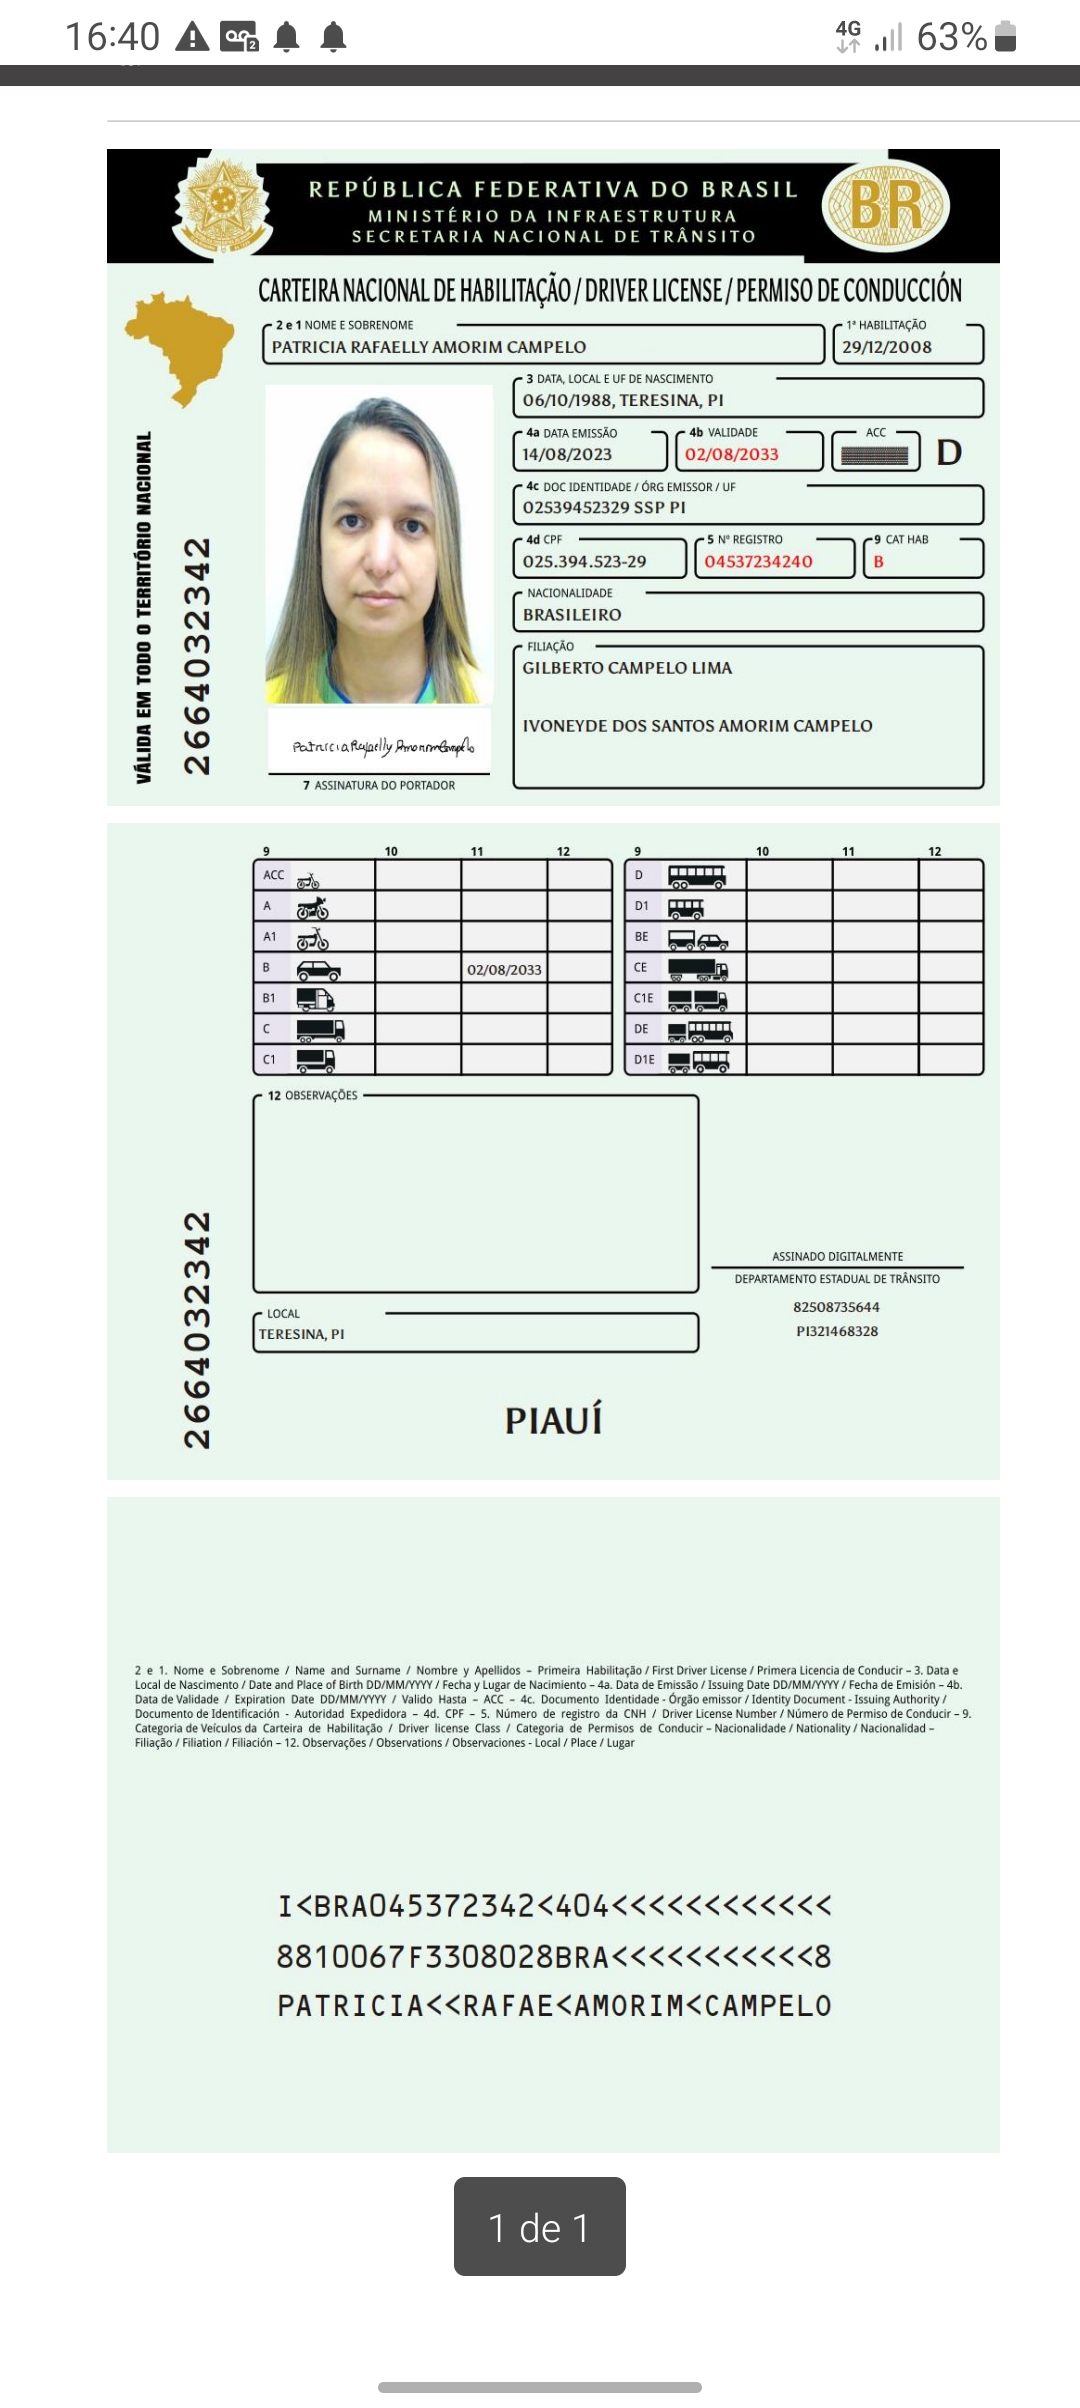 16:40
2
4G
63%
REPÚBLICA FEDERATIVA DO BRASIL
MINISTÉRIO DA INFRAESTRUTURA
SECRETARIA NACIONAL DE TRÂNSITO
BR
CARTEIRA NACIONAL DE HABILITAÇÃO / DRIVER LICENSE / PERMISO DE CONDUCCIÓN
2 e 1 NOME E SOBRENOME
PATRICIA RAFAELLY AMORIM CAMPELO
1ª HABILITAÇÃO
29/12/2008
3 DATA, LOCAL E UF DE NASCIMENTO
06/10/1988, TERESINA, PI
4a DATA EMISSÃO
14/08/2023
4b VALIDADE
02/08/2033
ACC
D
4c DOC IDENTIDADE / ÓRG EMISSOR / UF
02539452329 SSP PI
4d CPF
025.394.523-29
5 Nº REGISTRO
04537234240
9 CAT HAB
B
NACIONALIDADE
BRASILEIRO
FILIAÇÃO
GILBERTO CAMPELO LIMA
IVONEYDE DOS SANTOS AMORIM CAMPELO
VÁLIDA EM TODO O TERRITÓRIO NACIONAL
2664032342
Patricia Rafaelly Amorim Campelo
7 ASSINATURA DO PORTADOR
9 10 11 12 9 10 11 12
ACC D
A D1
A1 BE
B 02/08/2033 CE
B1 C1E
C DE
C1 D1E
12 OBSERVAÇÕES
2664032342
ASSINADO DIGITALMENTE
DEPARTAMENTO ESTADUAL DE TRÂNSITO
82508735644
PI321468328
LOCAL
TERESINA, PI
PIAUÍ
2 e 1. Nome e Sobrenome / Name and Surname / Nombre y Apellidos – Primeira Habilitação / First Driver License / Primera Licencia de Conducir – 3. Data e
Local de Nascimento / Date and Place of Birth DD/MM/YYYY / Fecha y Lugar de Nacimiento – 4a. Data de Emissão / Issuing Date DD/MM/YYYY / Fecha de Emisión – 4b.
Data de Validade / Expiration Date DD/MM/YYYY / Valido Hasta – ACC – 4c. Documento Identidade - Órgão emissor / Identity Document - Issuing Authority /
Documento de Identificación - Autoridad Expedidora – 4d. CPF – 5. Número de registro da CNH / Driver License Number / Número de Permiso de Conducir – 9.
Categoria de Veículos da Carteira de Habilitação / Driver license Class / Categoria de Permisos de Conducir – Nacionalidade / Nationality / Nacionalidad –
Filiação / Filiation / Filiación – 12. Observações / Observations / Observaciones - Local / Place / Lugar
I<BRA045372342<404<<<<<<<<<<<<
8810067F3308028BRA<<<<<<<<<<<8
PATRICIA<<RAFAE<AMORIM<CAMPELO
1 de 1